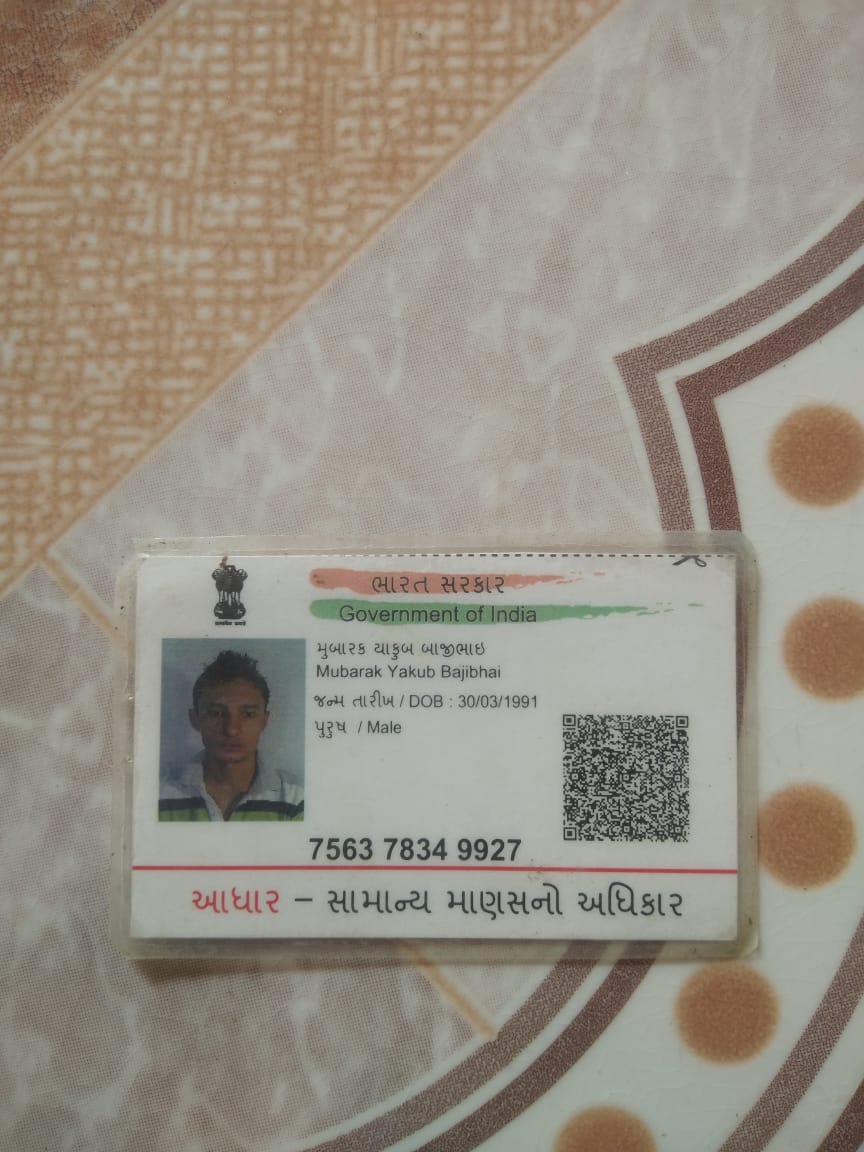 ભારત સરકાર
Government of India
મુબારક યાકુબ બાજીભાઇ
Mubarak Yakub Bajibhai
જન્મ તારીખ / DOB : 30/03/1991
પુરુષ / Male
7563 7834 9927
આધાર – સામાન્ય માણસનો અધિકાર